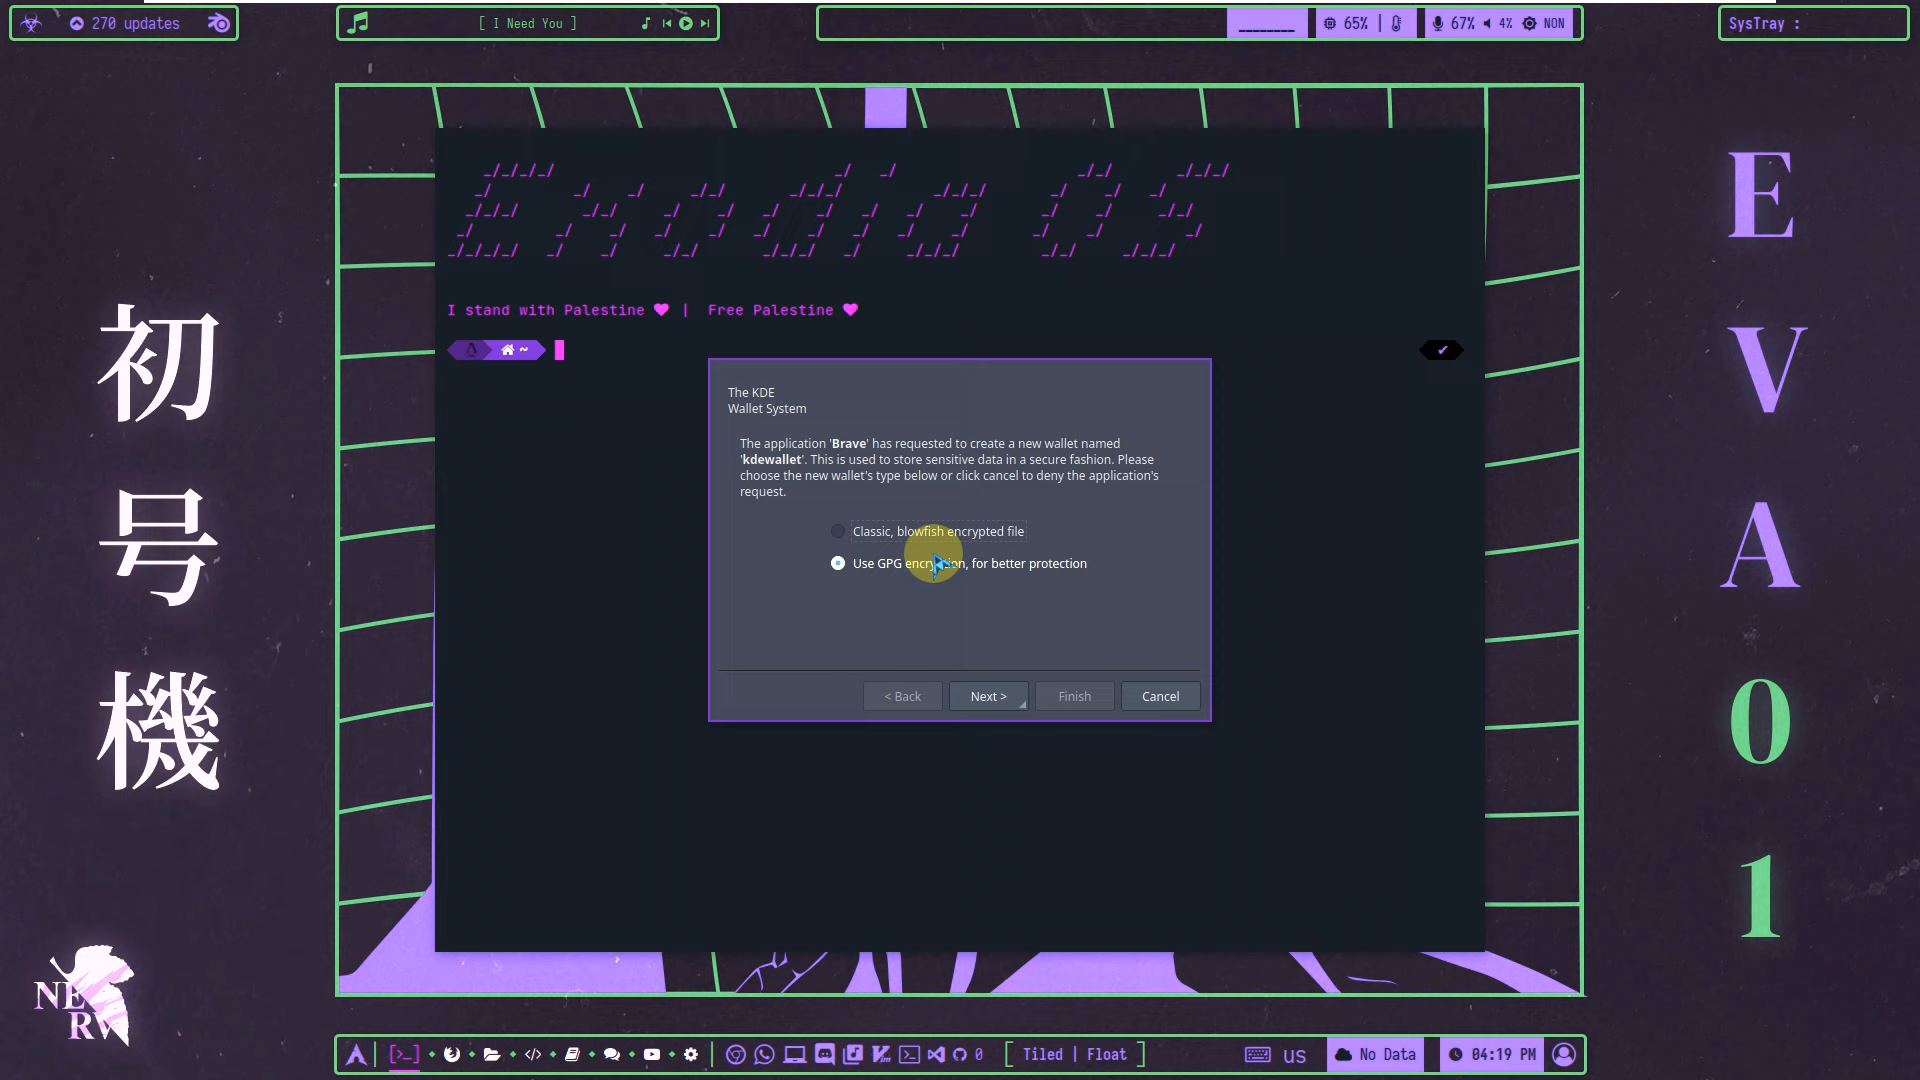 270 updates
[ I Need You ]
65% |
67% 4% NON
SysTray :
Exodia OS
I stand with Palestine | Free Palestine
~
The KDE
Wallet System
The application 'Brave' has requested to create a new wallet named
'kdewallet'. This is used to store sensitive data in a secure fashion. Please
choose the new wallet's type below or click cancel to deny the application's
request.
Classic, blowfish encrypted file
Use GPG encryption, for better protection
< Back
Next >
Finish
Cancel
初
号
機
E
V
A
0
1
NERV
0
[ Tiled | Float ]
us
No Data
04:19 PM